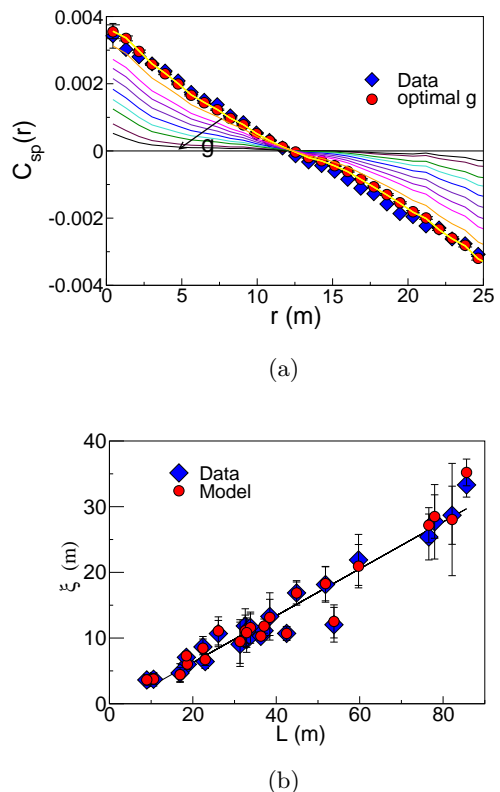 0.004
0.002
0
-0.002
-0.004
C_sp(r)
Data
optimal g
g
0 5 10 15 20 25
r (m)
(a)
40
30
20
10
0
ξ (m)
Data
Model
0 20 40 60 80
L (m)
(b)